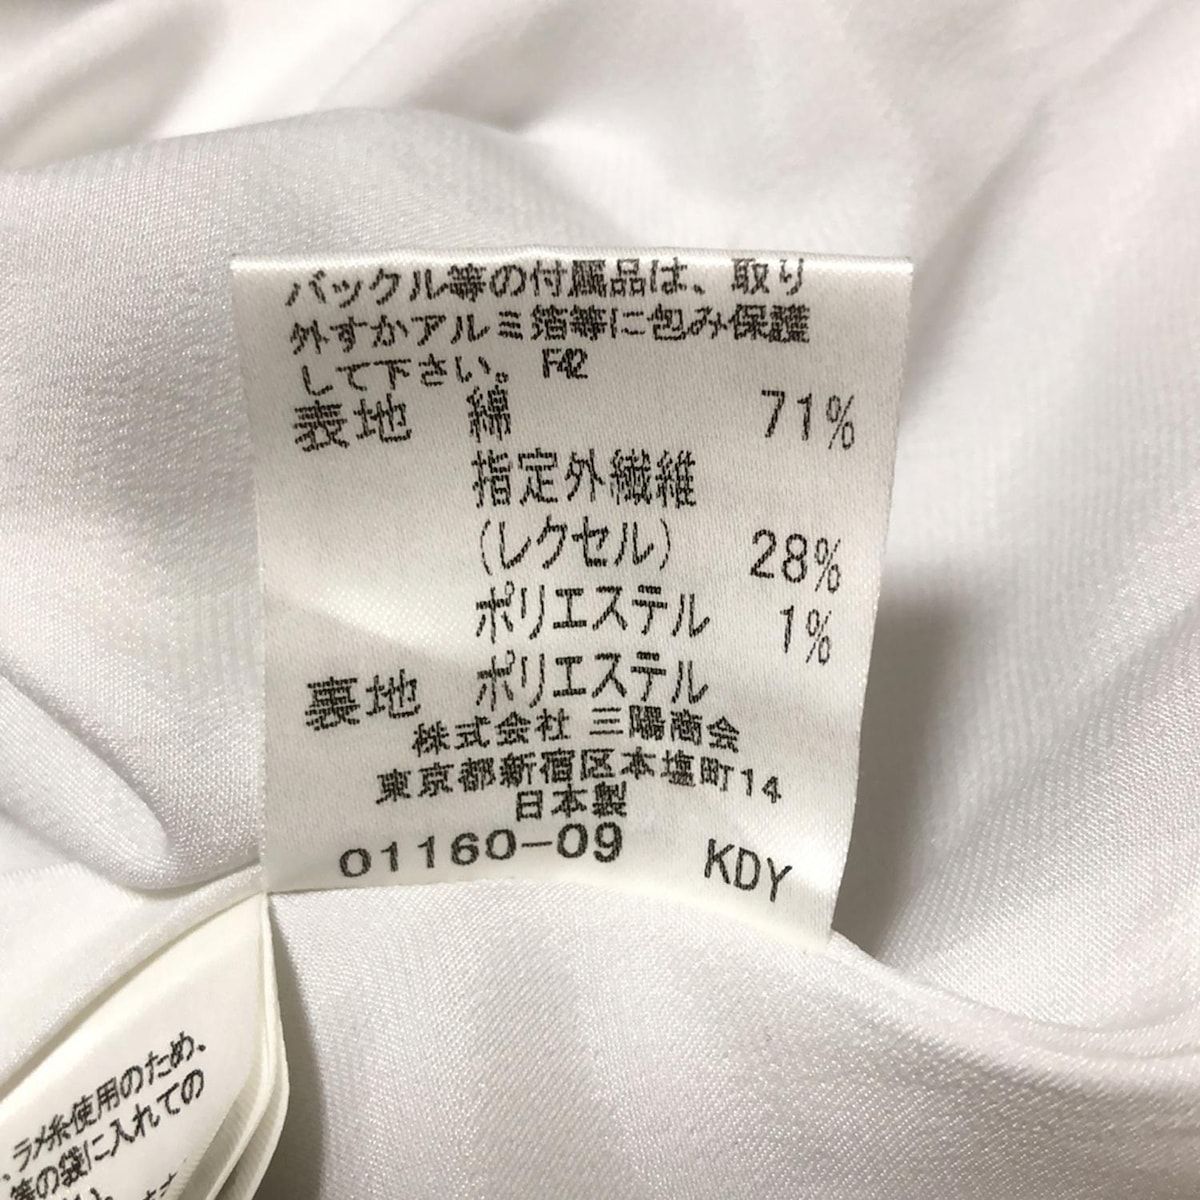 バックル等の付属品は、取り
外すかアルミ箔等に包み保護
して下さい。 F42
表地 綿 71%
指定外繊維
(レクセル) 28%
ポリエステル 1%
裏地 ポリエステル
株式会社 三陽商会
東京都新宿区本塩町14
日本製
01160-09 KDY
、ラメ糸使用のため、
等の袋に入れての